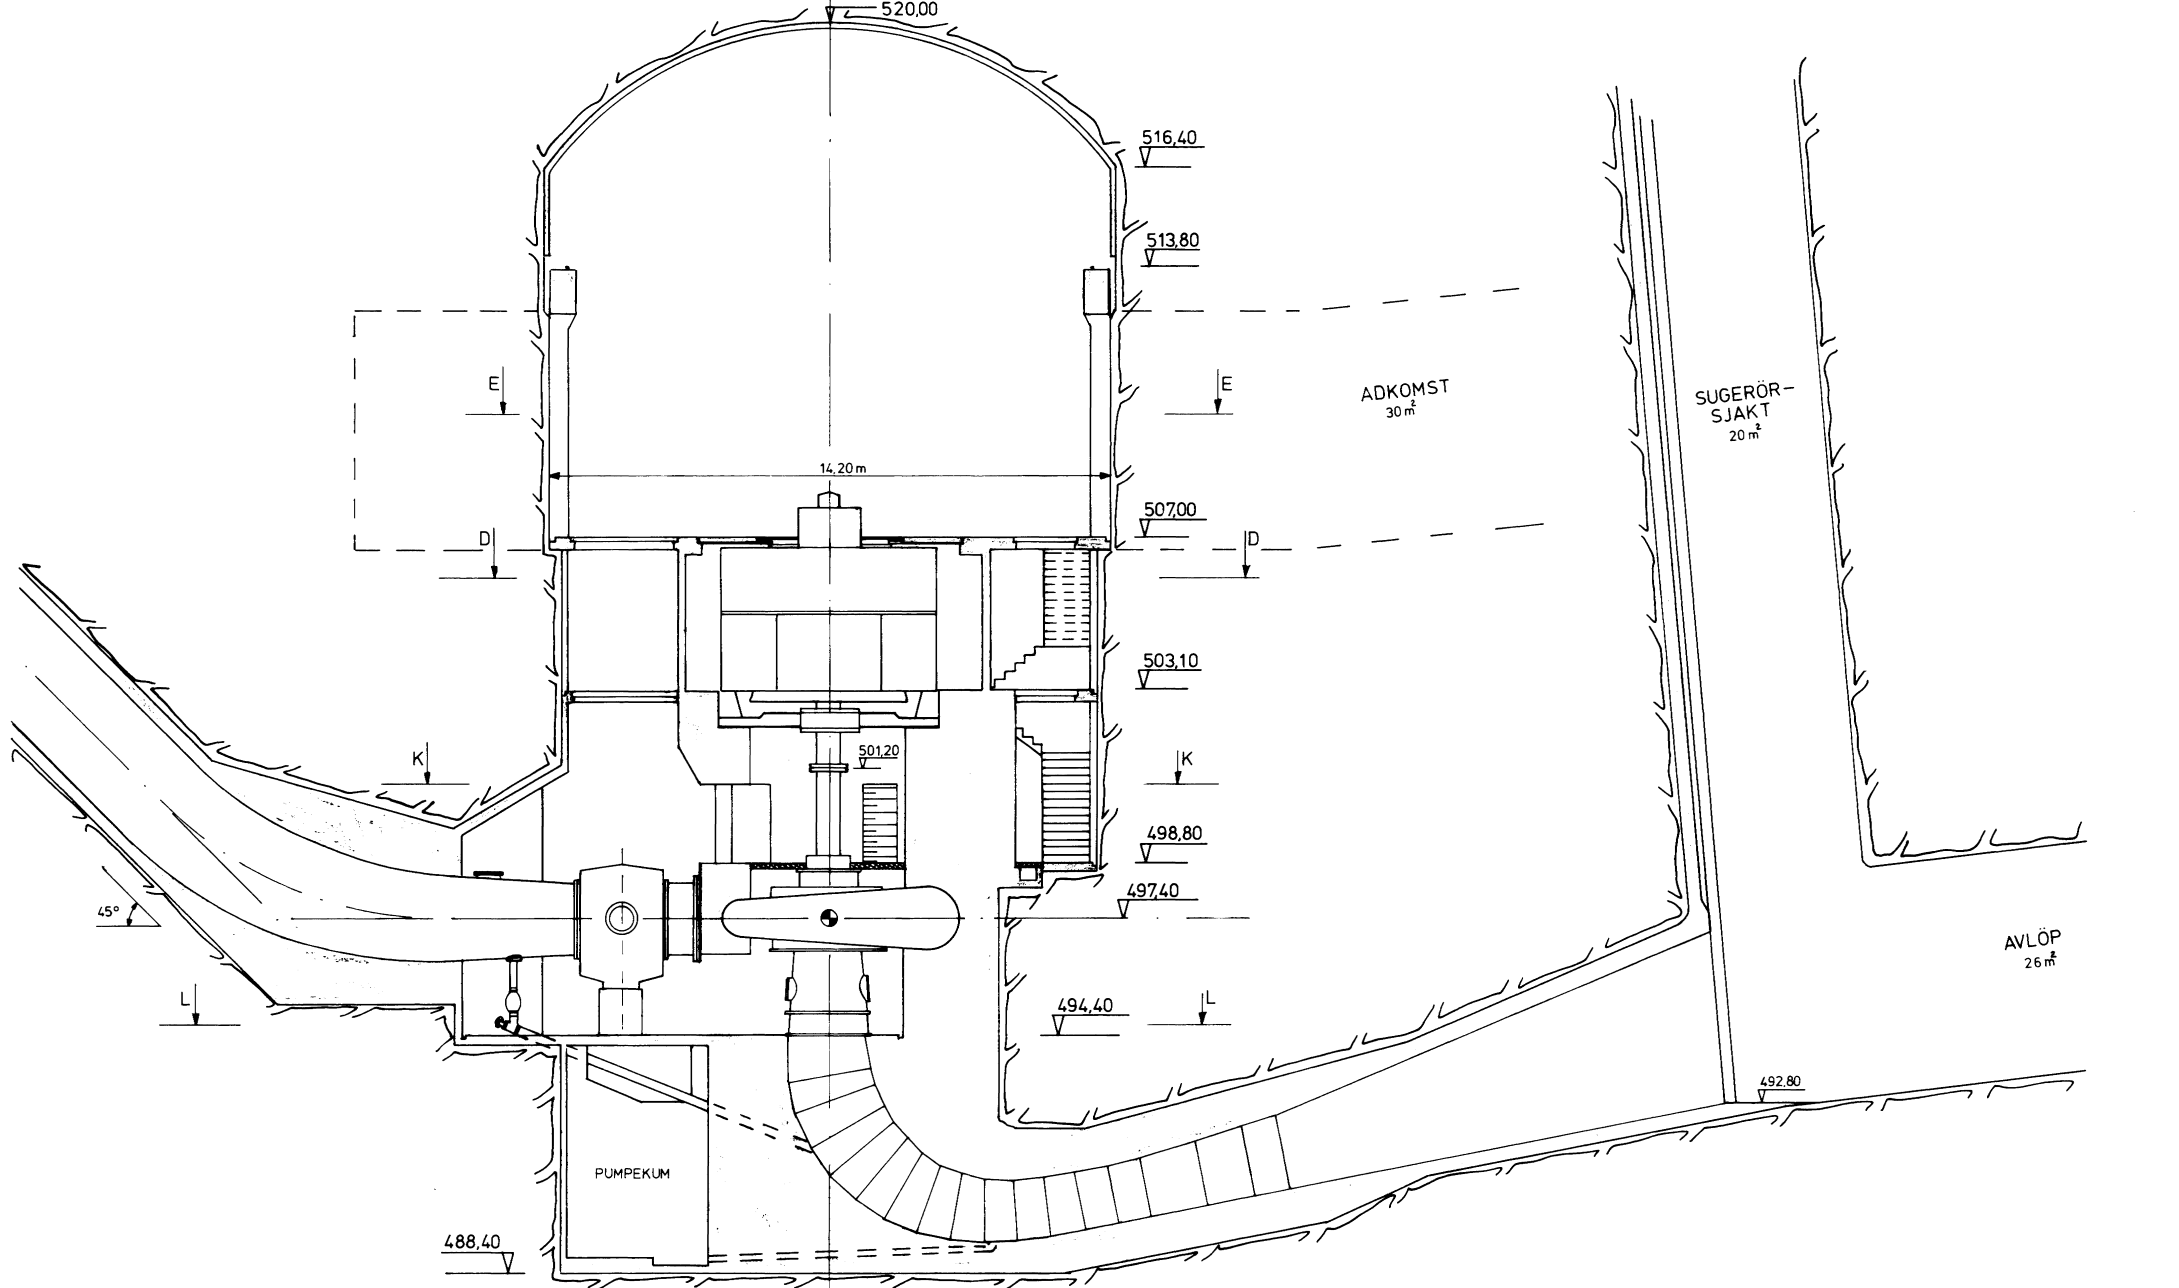 520,00
516,40
513,80
E
E
ADKOMST
30 m²
SUGERÖR-
SJAKT
20 m²
14,20 m
507,00
D
D
503,10
K
501,20
K
498,80
497,40
45°
AVLÖP
26 m²
L
494,40
L
492,80
PUMPEKUM
488,40